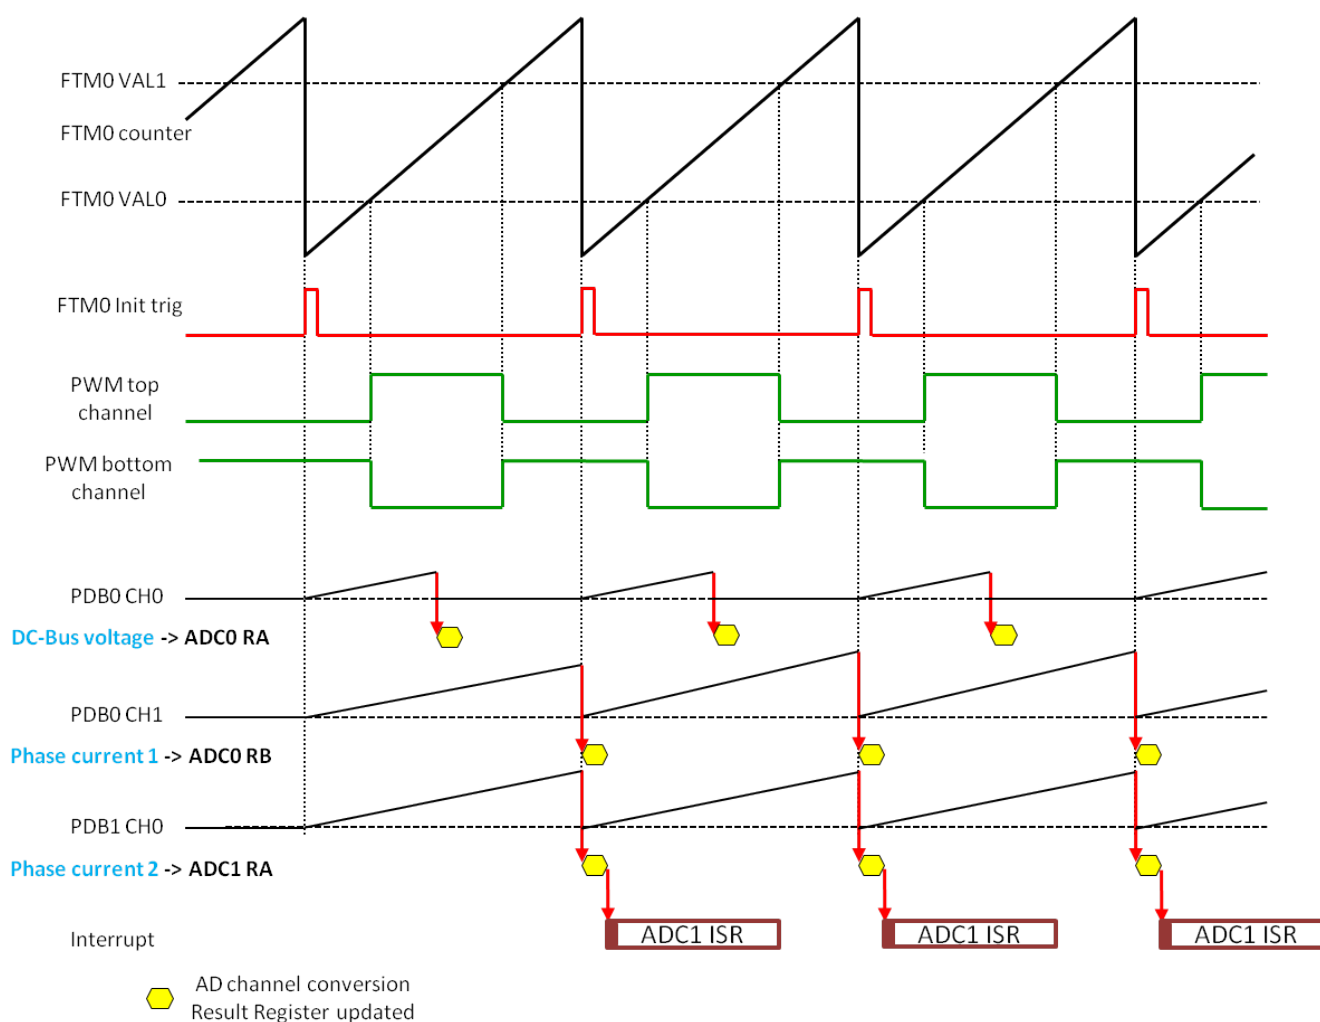 FTM0 VAL1
FTM0 counter
FTM0 VAL0
FTM0 Init trig
PWM top
channel
PWM bottom
channel
PDB0 CH0
DC-Bus voltage -> ADC0 RA
PDB0 CH1
Phase current 1 -> ADC0 RB
PDB1 CH0
Phase current 2 -> ADC1 RA
Interrupt
ADC1 ISR
ADC1 ISR
ADC1 ISR
AD channel conversion
Result Register updated